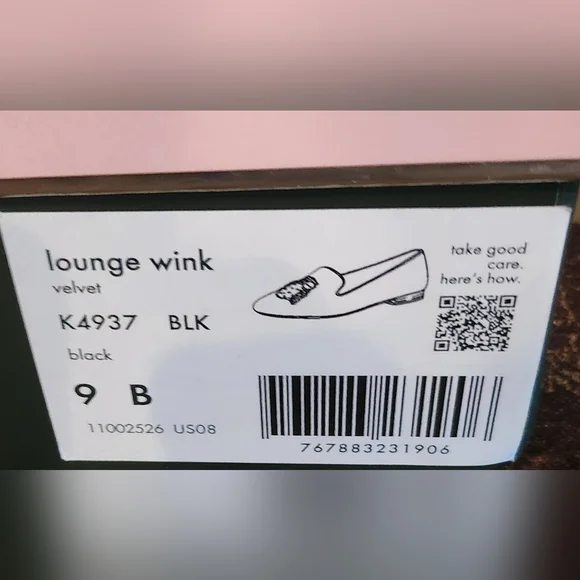 lounge wink
velvet
K4937 BLK
black
9 B
11002526 US08
take good
care.
here's how.
767883231906